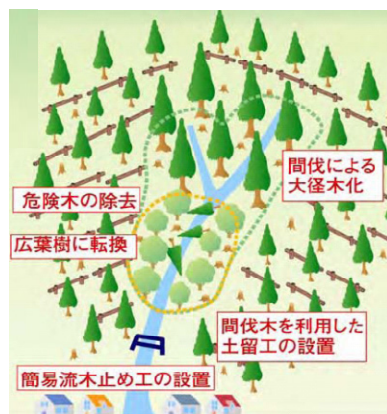 間伐による
大径木化
危険木の除去
広葉樹に転換
間伐木を利用した
土留工の設置
簡易流木止め工の設置